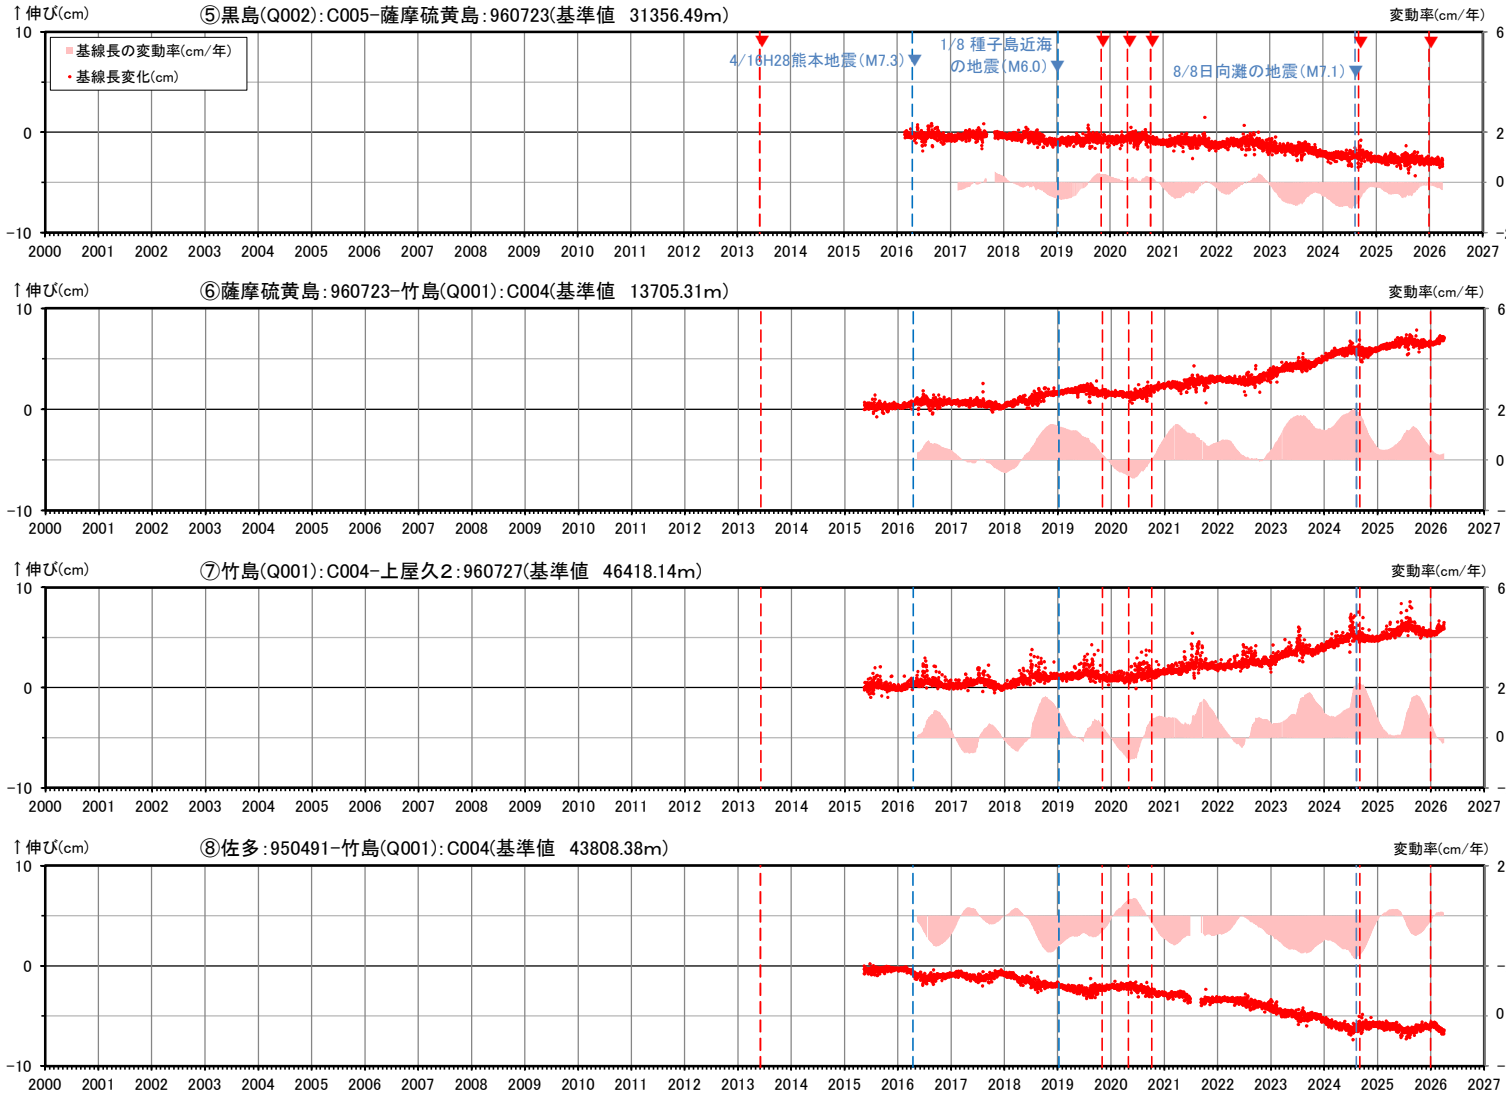 ↑伸び(cm) ⑤黒島(Q002):C005-薩摩硫黄島:960723(基準値 31356.49m) 変動率(cm/年)
10 6
基線長の変動率(cm/年)
基線長変化(cm)
4/16H28熊本地震(M7.3)
1/8 種子島近海
の地震(M6.0)
8/8日向灘の地震(M7.1)
0 2
0
-10 -2
2000 2001 2002 2003 2004 2005 2006 2007 2008 2009 2010 2011 2012 2013 2014 2015 2016 2017 2018 2019 2020 2021 2022 2023 2024 2025 2026 2027
↑伸び(cm) ⑥薩摩硫黄島:960723-竹島(Q001):C004(基準値 13705.31m) 変動率(cm/年)
10 6
0 2
0
-10 -
2000 2001 2002 2003 2004 2005 2006 2007 2008 2009 2010 2011 2012 2013 2014 2015 2016 2017 2018 2019 2020 2021 2022 2023 2024 2025 2026 2027
↑伸び(cm) ⑦竹島(Q001):C004-上屋久2:960727(基準値 46418.14m) 変動率(cm/年)
10 6
0 2
0
-10 -
2000 2001 2002 2003 2004 2005 2006 2007 2008 2009 2010 2011 2012 2013 2014 2015 2016 2017 2018 2019 2020 2021 2022 2023 2024 2025 2026 2027
↑伸び(cm) ⑧佐多:950491-竹島(Q001):C004(基準値 43808.38m) 変動率(cm/年)
10 2
0 -
0
-10 -
2000 2001 2002 2003 2004 2005 2006 2007 2008 2009 2010 2011 2012 2013 2014 2015 2016 2017 2018 2019 2020 2021 2022 2023 2024 2025 2026 2027